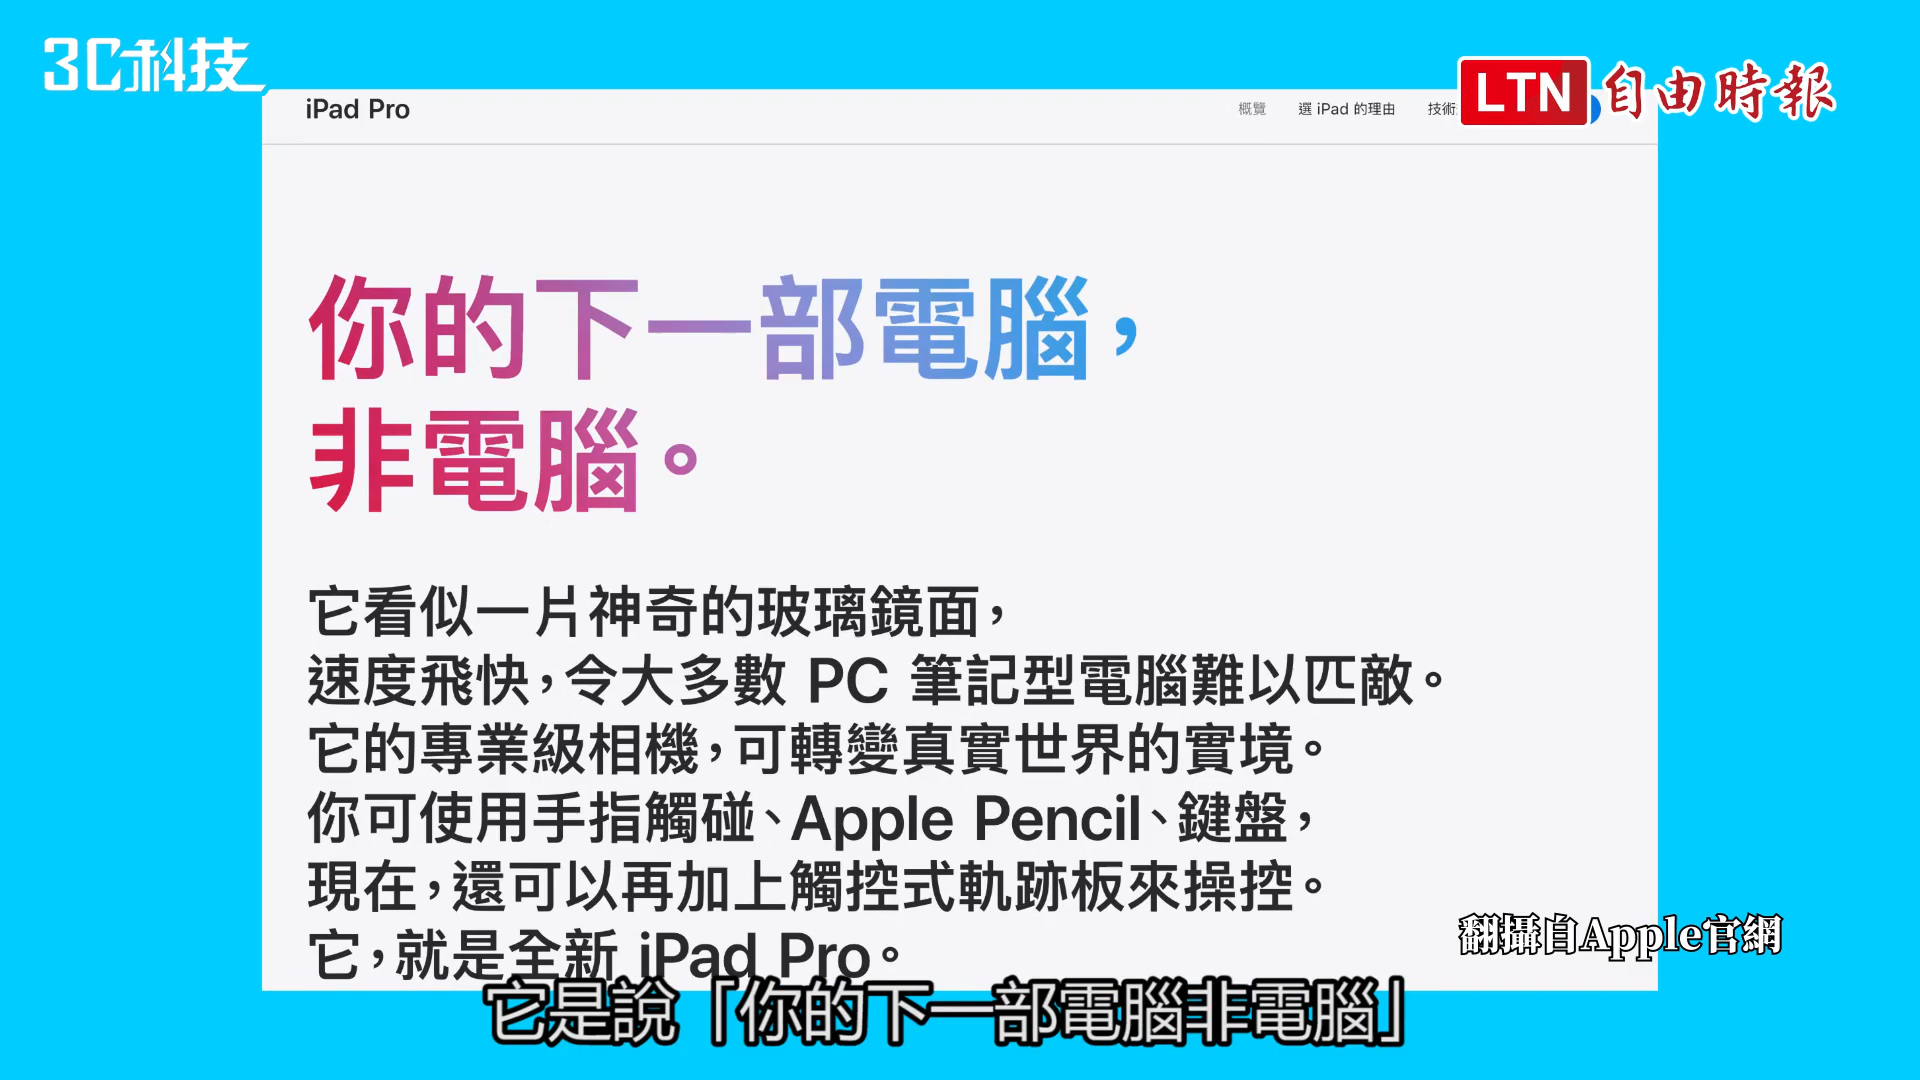 3C科技
LTN 自由時報
iPad Pro
概覽 選 iPad 的理由 技術
你的下一部電腦，
非電腦。
它看似一片神奇的玻璃鏡面，
速度飛快，令大多數 PC 筆記型電腦難以匹敵。
它的專業級相機，可轉變真實世界的實境。
你可使用手指觸碰、Apple Pencil、鍵盤，
現在，還可以再加上觸控式軌跡板來操控。
它，就是全新 iPad Pro。
翻攝自Apple官網
它是說「你的下一部電腦非電腦」